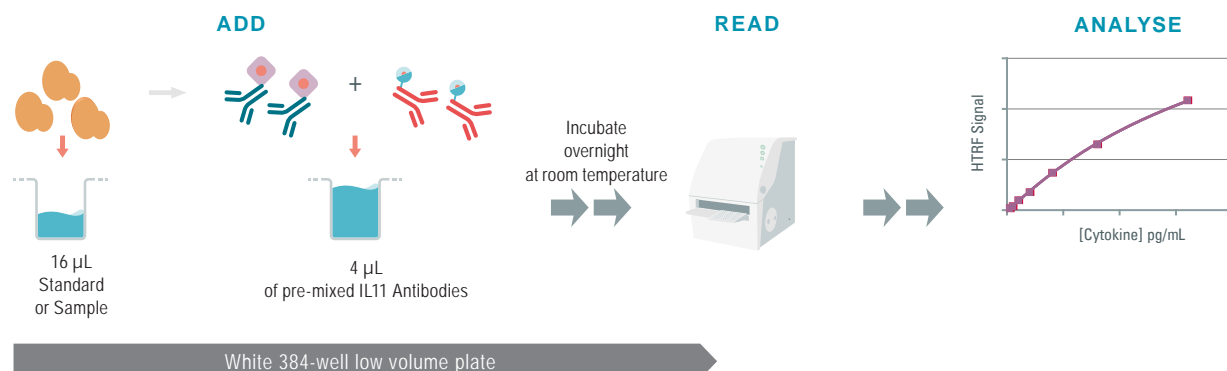 ADD
READ
ANALYSE
+
Incubate
overnight
at room temperature
HTRF Signal
[Cytokine] pg/mL
16 µL
Standard
or Sample
4 µL
of pre-mixed IL11 Antibodies
White 384-well low volume plate